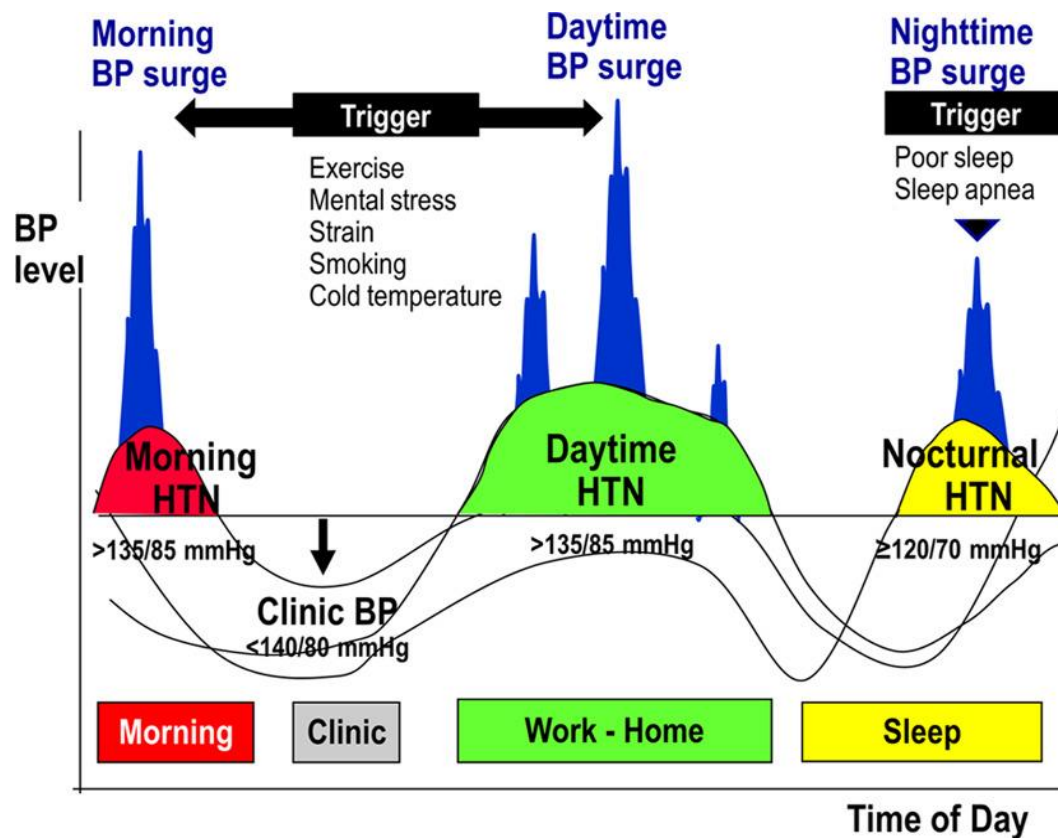 Morning
BP surge
Daytime
BP surge
Nighttime
BP surge
Trigger
Exercise
Mental stress
Strain
Smoking
Cold temperature
Trigger
Poor sleep
Sleep apnea
BP
level
Morning
HTN
>135/85 mmHg
Daytime
HTN
>135/85 mmHg
Nocturnal
HTN
≥120/70 mmHg
Clinic BP
<140/80 mmHg
Morning
Clinic
Work - Home
Sleep
Time of Day